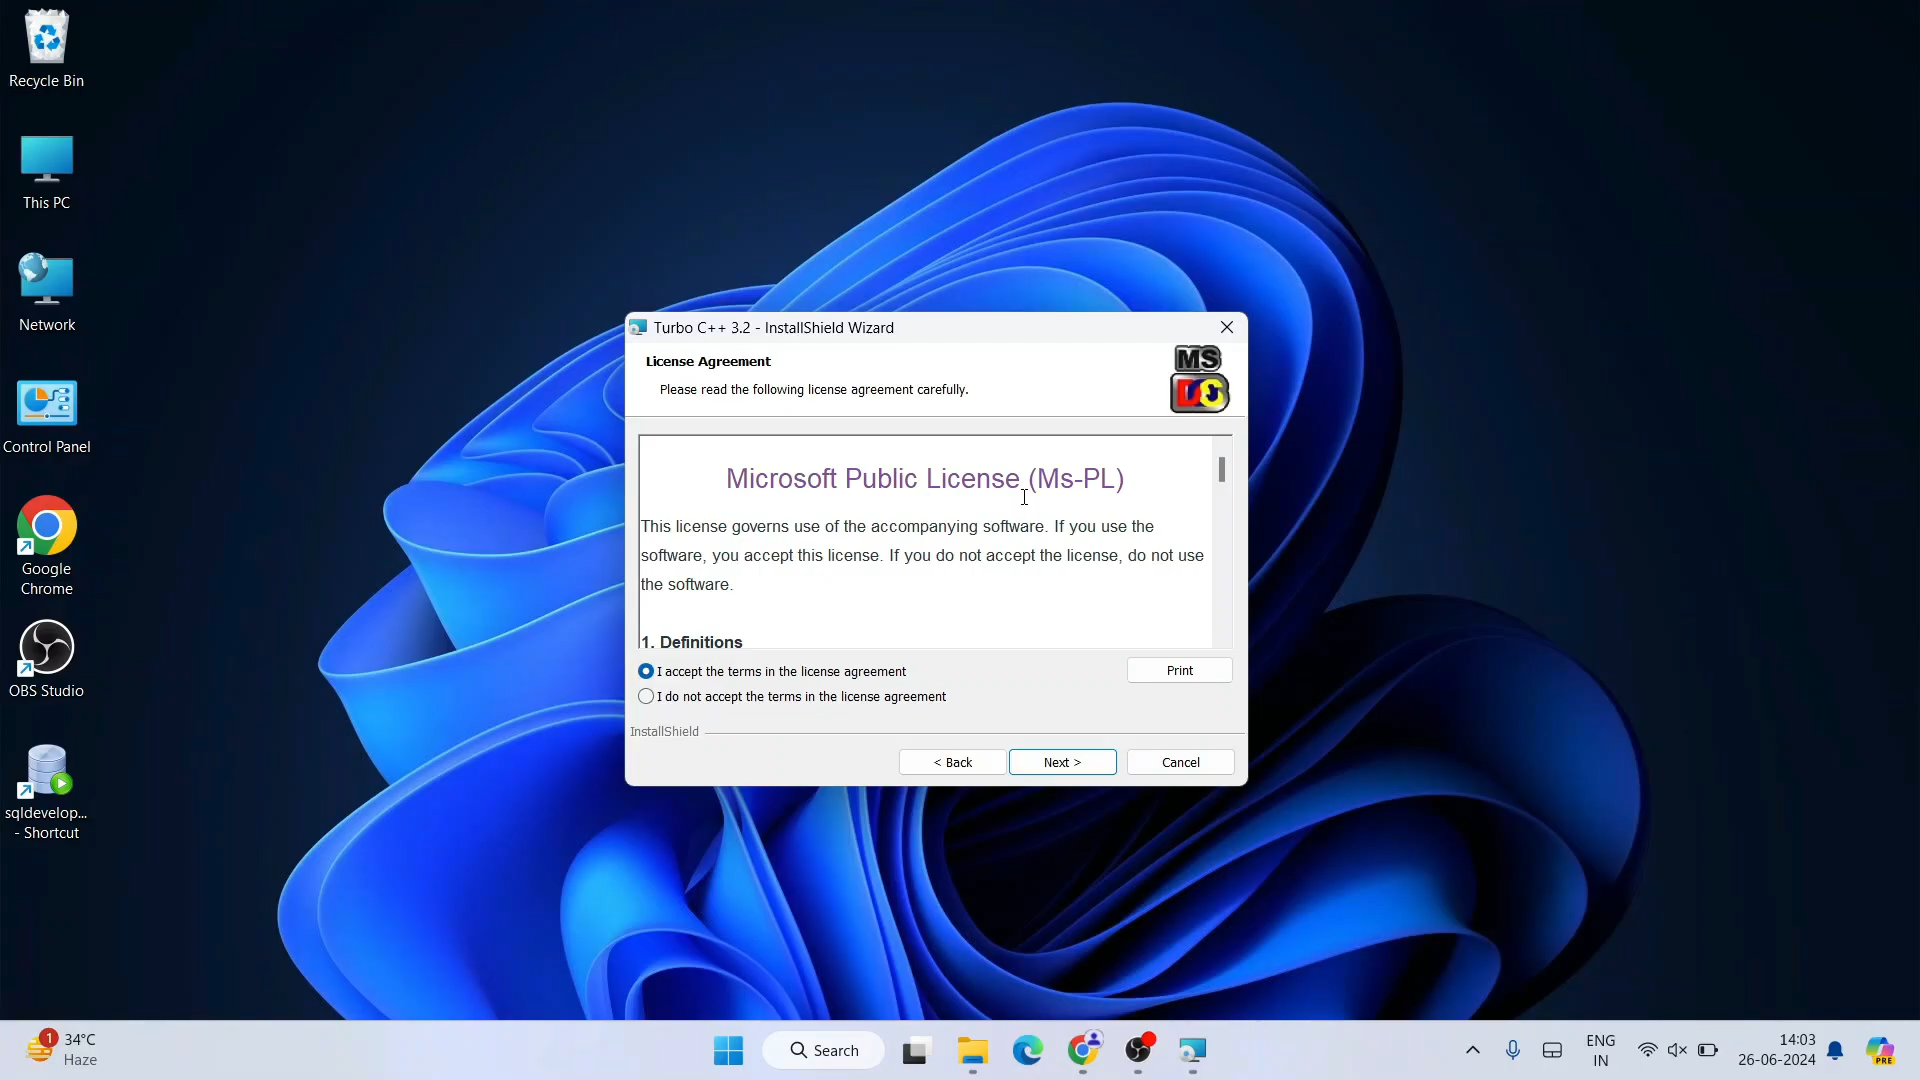 Recycle Bin
This PC
Network
Control Panel
Google
Chrome
OBS Studio
sqldevelop...
- Shortcut
Turbo C++ 3.2 - InstallShield Wizard
License Agreement
Please read the following license agreement carefully.
MS
DC
Microsoft Public License (Ms-PL)
This license governs use of the accompanying software. If you use the
software, you accept this license. If you do not accept the license, do not use
the software.
1. Definitions
I accept the terms in the license agreement
Print
I do not accept the terms in the license agreement
InstallShield
< Back
Next >
Cancel
1
34°C
Haze
Search
ENG
IN
14:03
26-06-2024
PRE